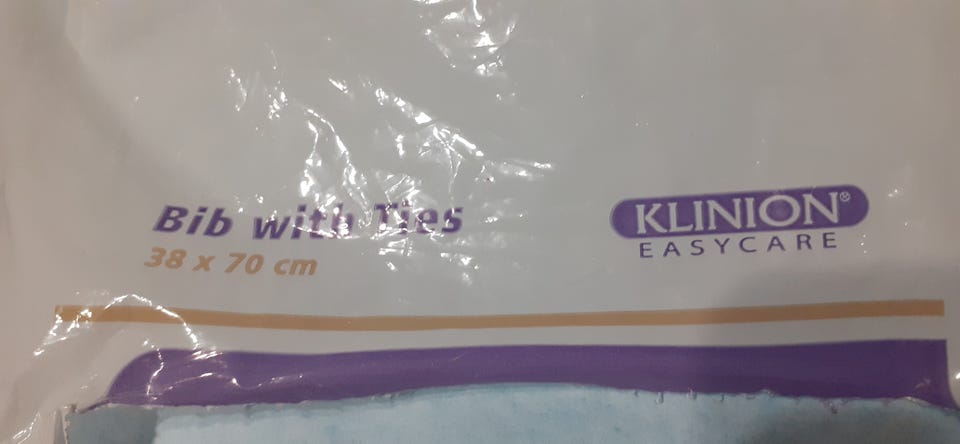 Bib with Ties
38 x 70 cm
KLINION®
EASYCARE